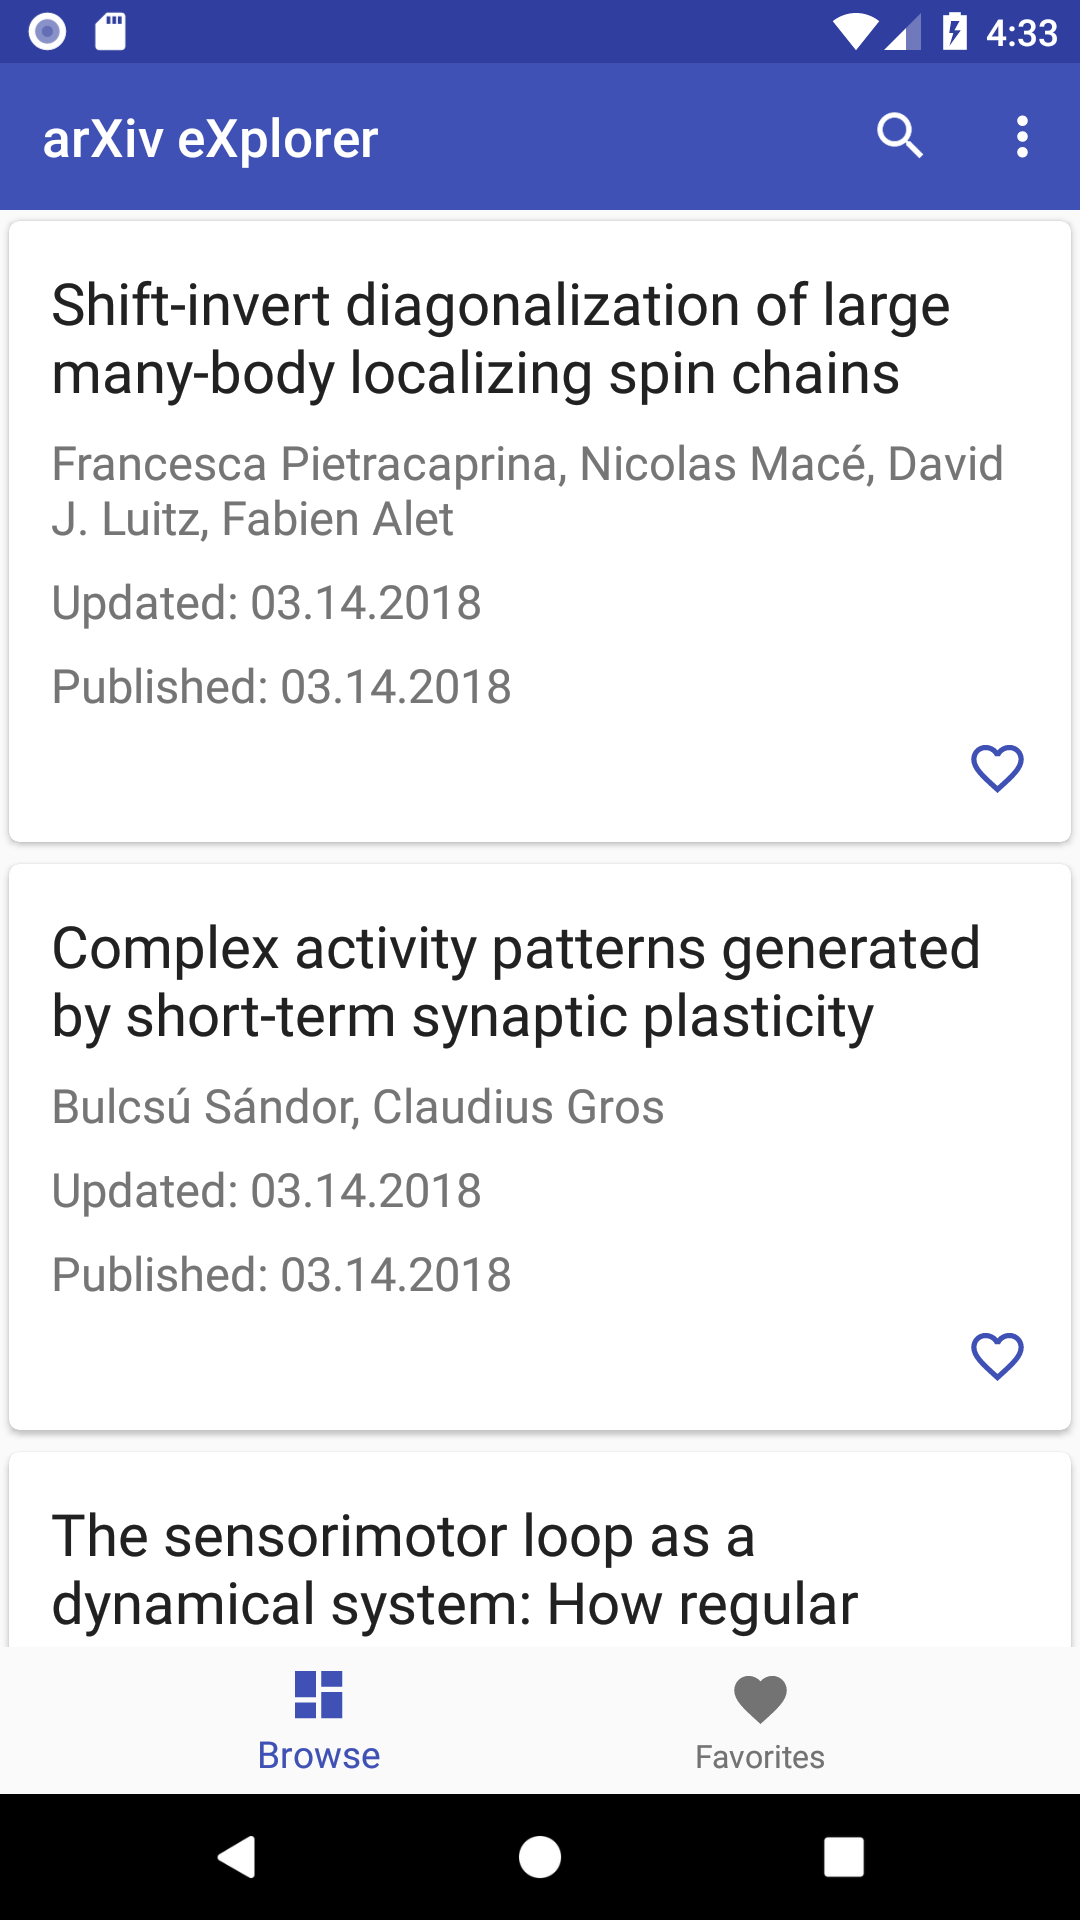 4:33
arXiv eXplorer
Shift-invert diagonalization of large
many-body localizing spin chains
Francesca Pietracaprina, Nicolas Macé, David
J. Luitz, Fabien Alet
Updated: 03.14.2018
Published: 03.14.2018
Complex activity patterns generated
by short-term synaptic plasticity
Bulcsú Sándor, Claudius Gros
Updated: 03.14.2018
Published: 03.14.2018
The sensorimotor loop as a
dynamical system: How regular
Browse
Favorites